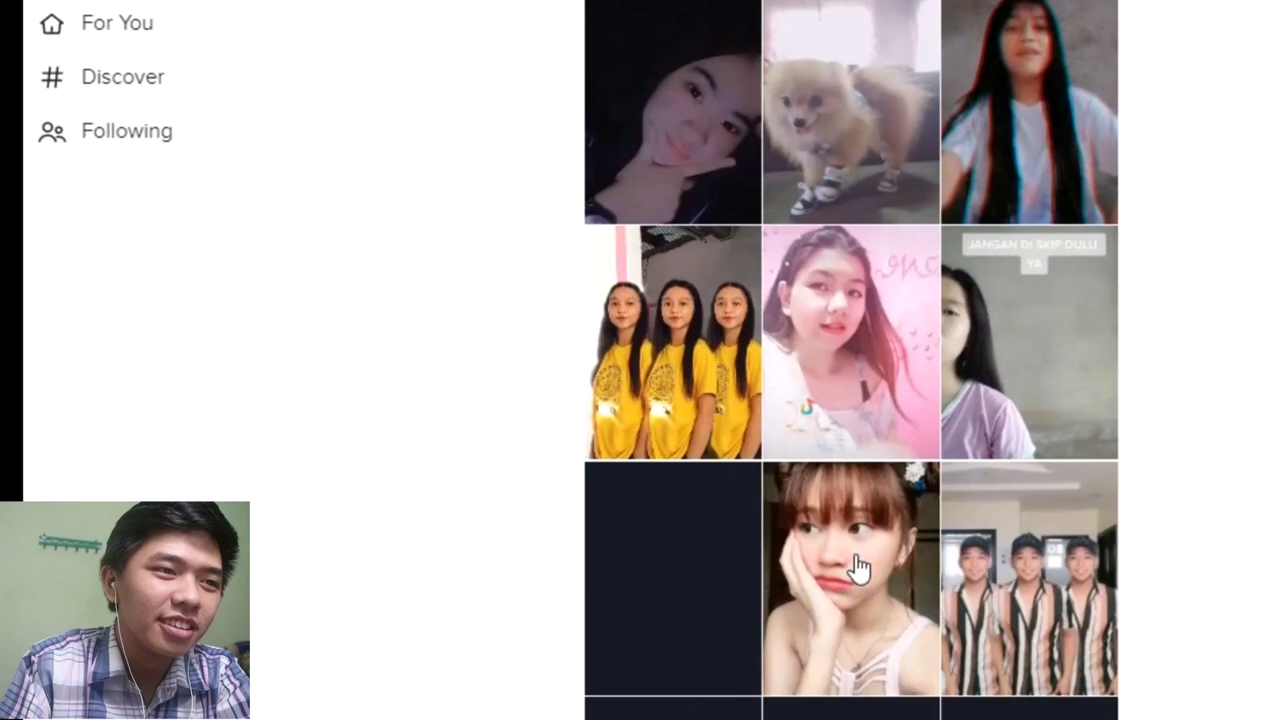 For You
Discover
Following
JANGAN DI SKIP DULU
YA